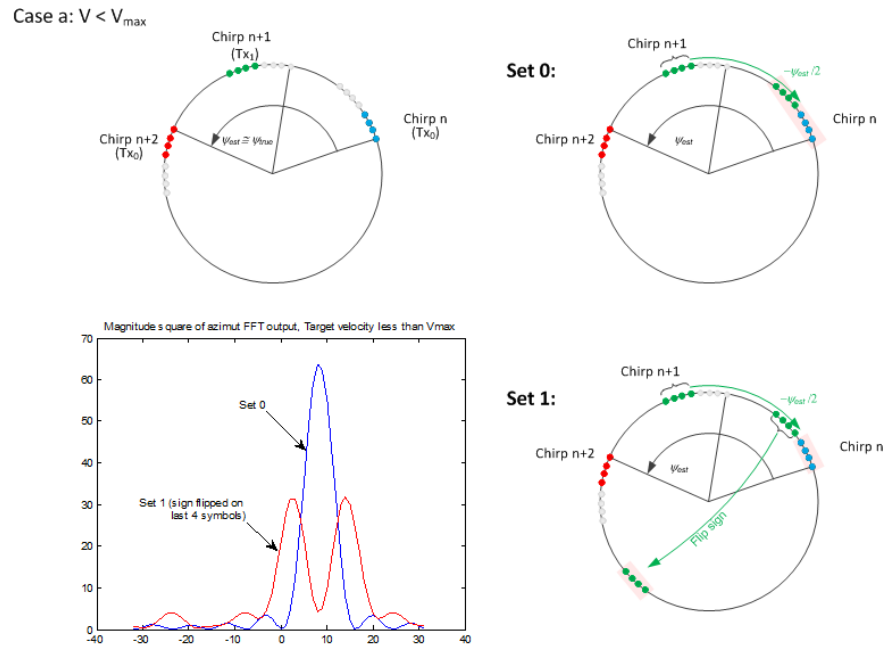 Case a: V < Vmax
Chirp n+1
(Tx1)
Chirp n+2
(Tx0)
Chirp n
(Tx0)
ψest ≅ ψtrue
Set 0:
Chirp n+1
−ψest /2
Chirp n
Chirp n+2
ψest
Magnitude square of azimut FFT output, Target velocity less than Vmax
70
60
50
40
30
20
10
0
-40
-30
-20
-10
0
10
20
30
40
Set 0
Set 1 (sign flipped on
last 4 symbols)
Set 1:
Chirp n+1
−ψest /2
Chirp n
Chirp n+2
ψest
Flip sign